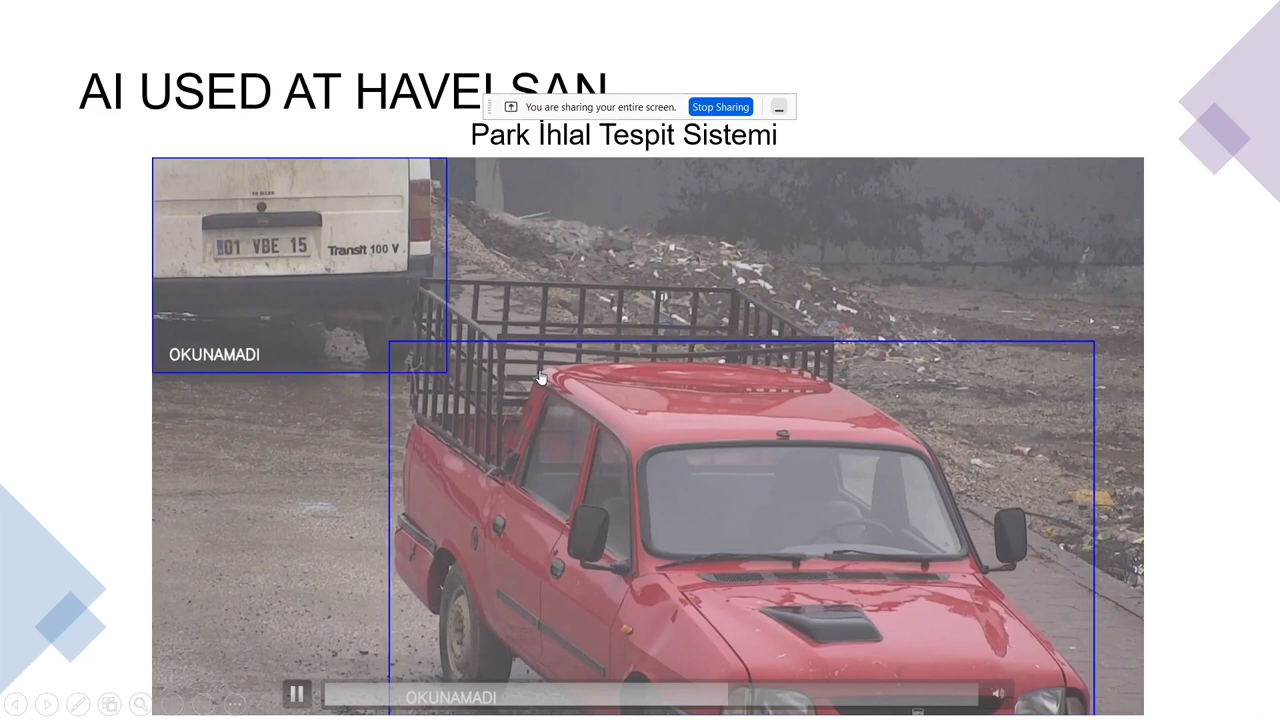 AI USED AT HAVELSAN
You are sharing your entire screen.
Stop Sharing
Park İhlal Tespit Sistemi
01 VBE 15
Transit 100 V
OKUNAMADI
OKUNAMADI